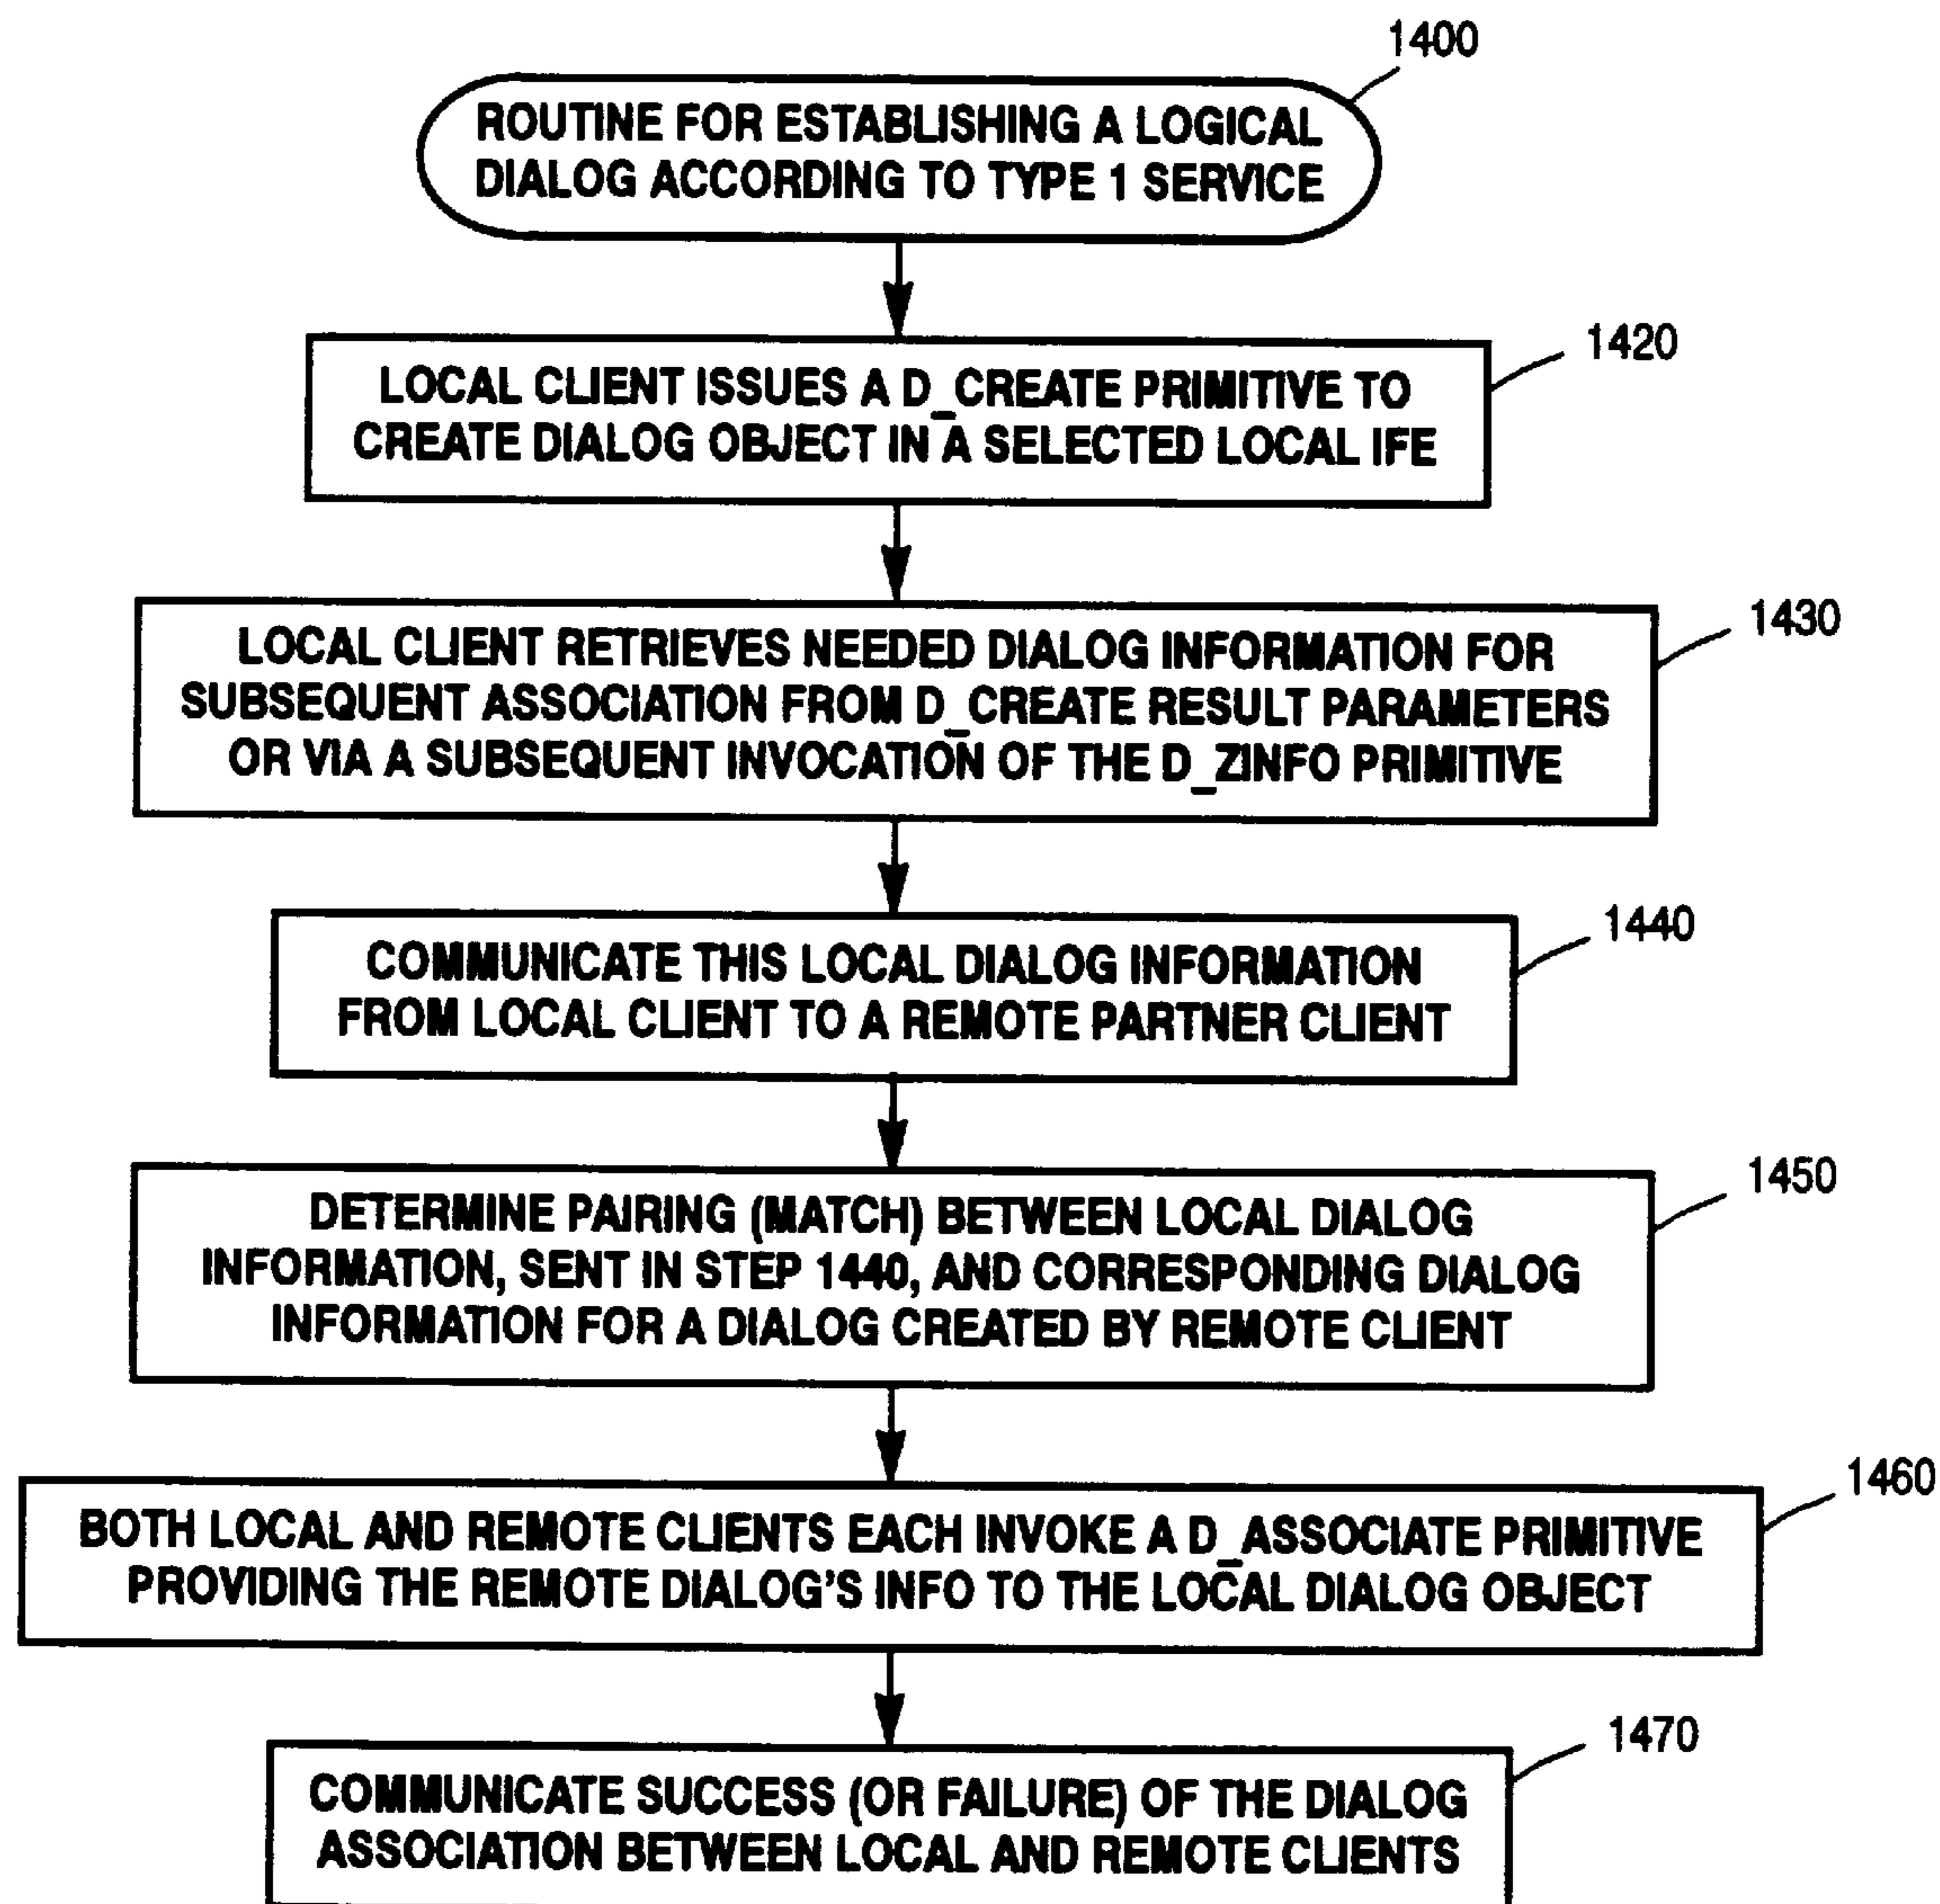 1400
ROUTINE FOR ESTABLISHING A LOGICAL
DIALOG ACCORDING TO TYPE 1 SERVICE
1420
LOCAL CLIENT ISSUES A D_CREATE PRIMITIVE TO
CREATE DIALOG OBJECT IN A SELECTED LOCAL IFE
1430
LOCAL CLIENT RETRIEVES NEEDED DIALOG INFORMATION FOR
SUBSEQUENT ASSOCIATION FROM D_CREATE RESULT PARAMETERS
OR VIA A SUBSEQUENT INVOCATION OF THE D_ZINFO PRIMITIVE
1440
COMMUNICATE THIS LOCAL DIALOG INFORMATION
FROM LOCAL CLIENT TO A REMOTE PARTNER CLIENT
1450
DETERMINE PAIRING (MATCH) BETWEEN LOCAL DIALOG
INFORMATION, SENT IN STEP 1440, AND CORRESPONDING DIALOG
INFORMATION FOR A DIALOG CREATED BY REMOTE CLIENT
1460
BOTH LOCAL AND REMOTE CLIENTS EACH INVOKE A D_ASSOCIATE PRIMITIVE
PROVIDING THE REMOTE DIALOG'S INFO TO THE LOCAL DIALOG OBJECT
1470
COMMUNICATE SUCCESS (OR FAILURE) OF THE DIALOG
ASSOCIATION BETWEEN LOCAL AND REMOTE CLIENTS